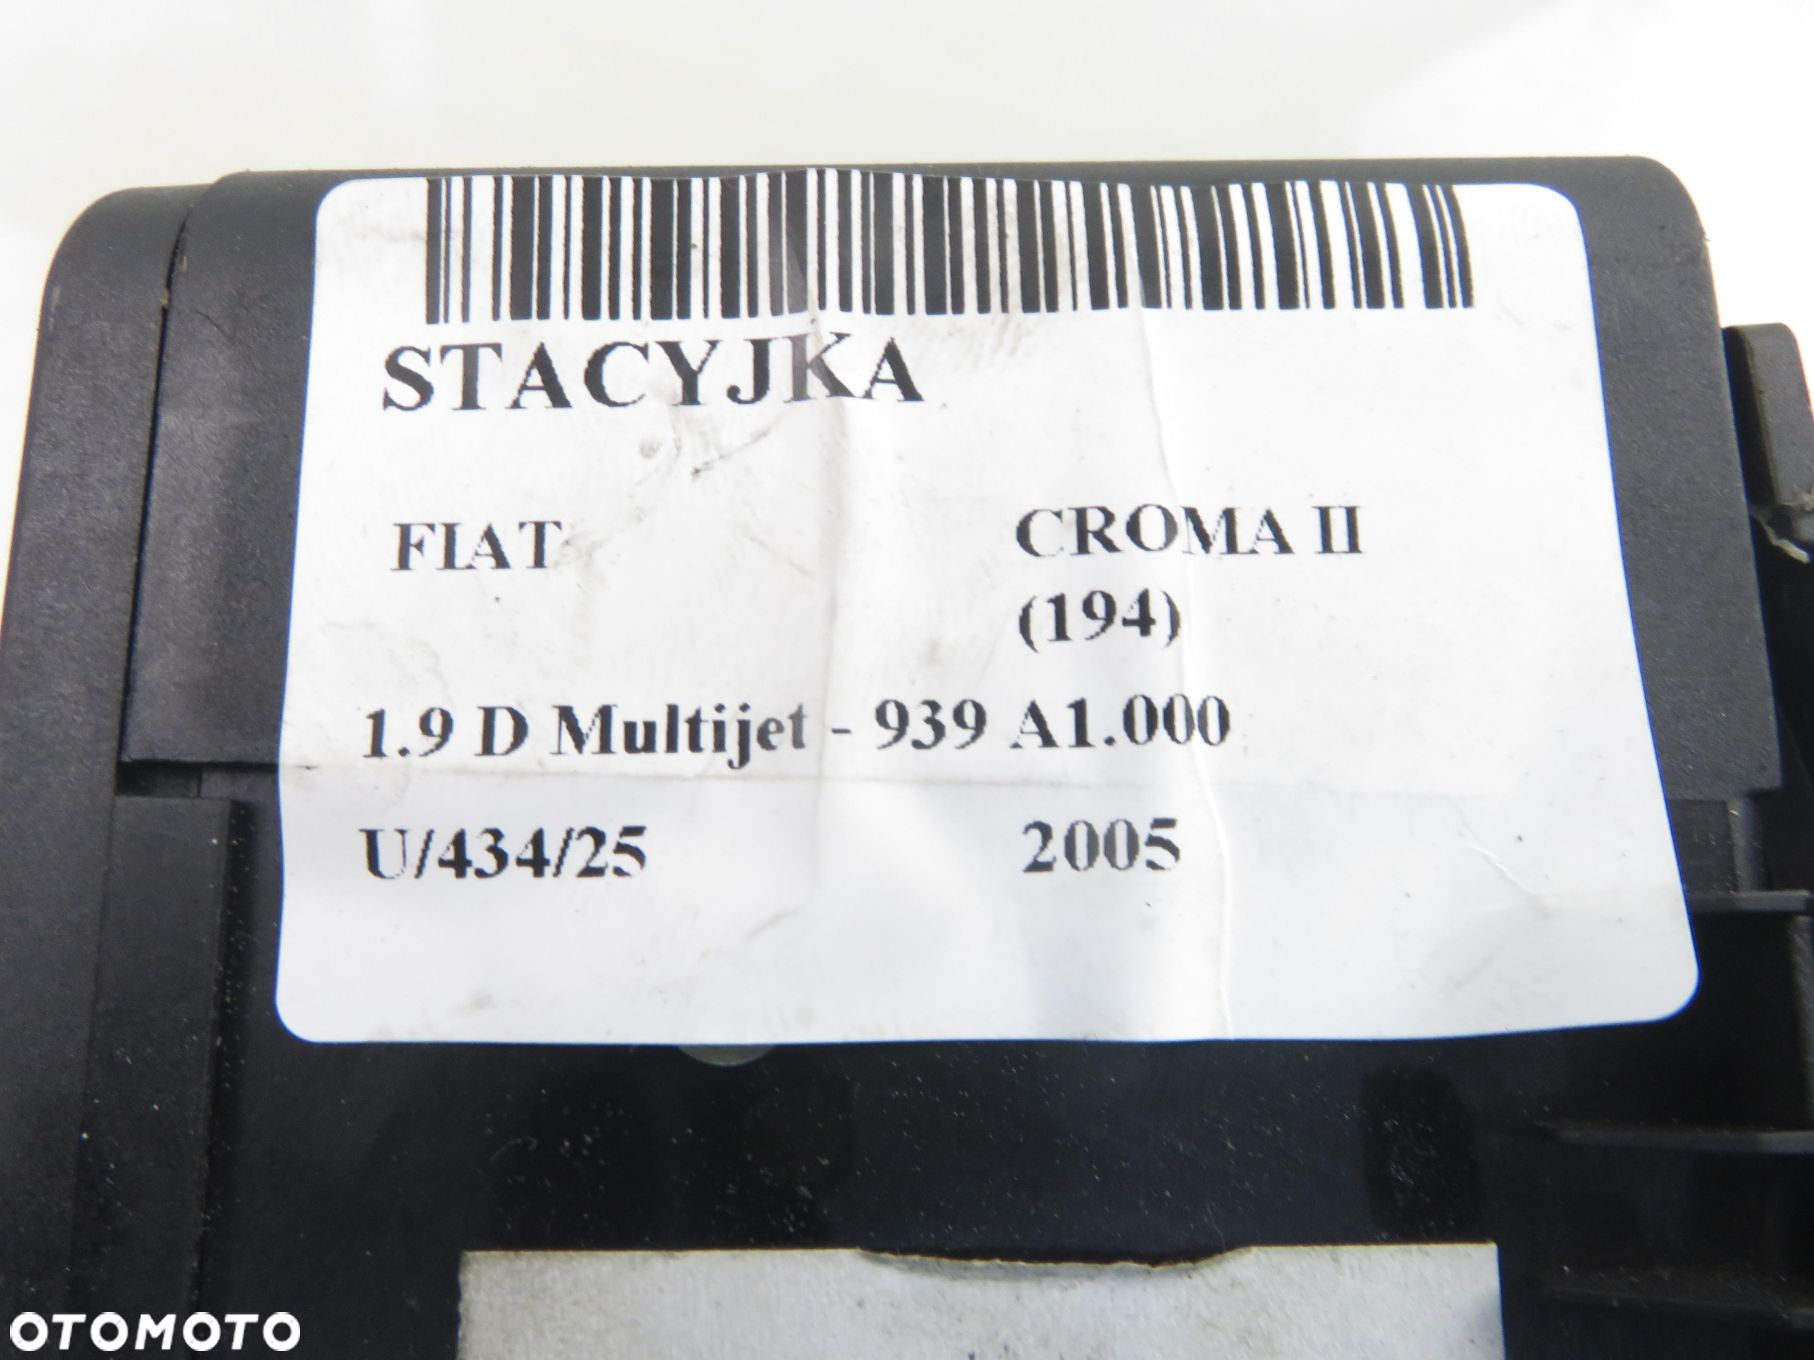 STACYJKA
FIAT CROMA II
(194)
1.9 D Multijet - 939 A1.000
U/434/25 2005
OTOMOTO